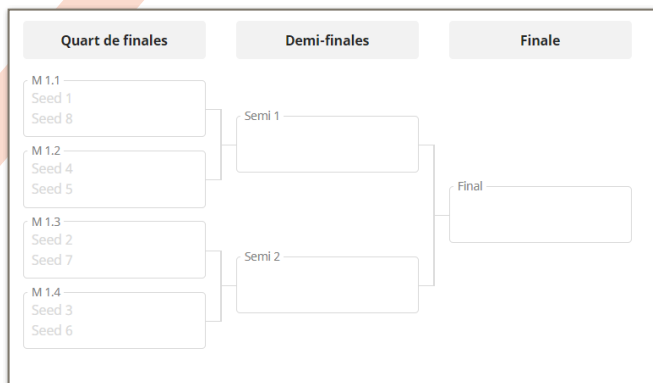 Quart de finales
Demi-finales
Finale
M 1.1
Seed 1
Seed 8
M 1.2
Seed 4
Seed 5
M 1.3
Seed 2
Seed 7
M 1.4
Seed 3
Seed 6
Semi 1
Semi 2
Final